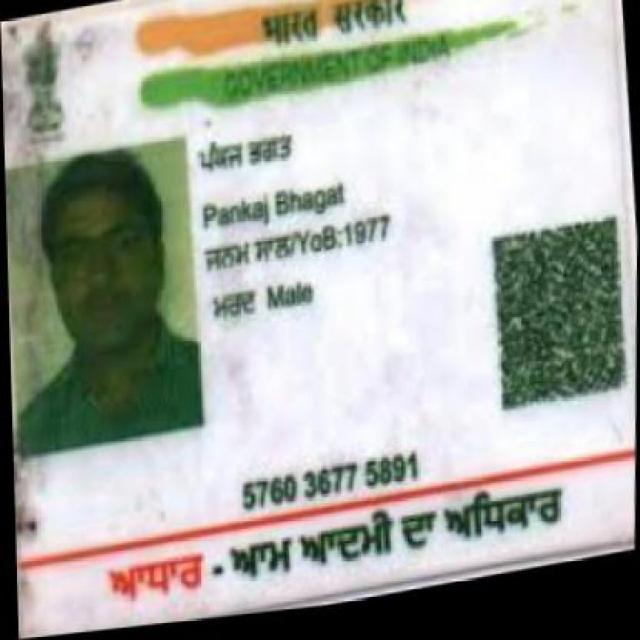 भारत सरकार
GOVERNMENT OF INDIA
ਪੰਕਜ ਭਗਤ
Pankaj Bhagat
ਜਨਮ ਸਾਲ/YoB:1977
ਮਰਦ Male
5760 3677 5891
ਆਧਾਰ - ਆਮ ਆਦਮੀ ਦਾ ਅਧਿਕਾਰ